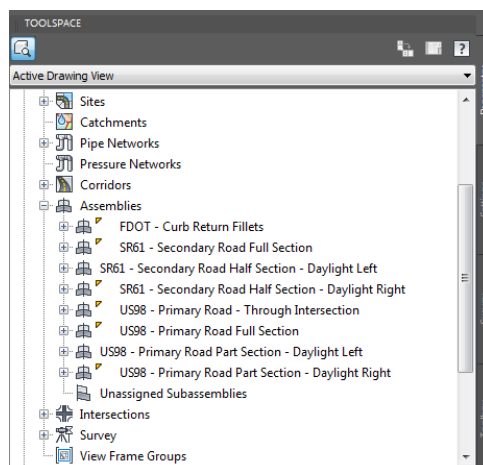 TOOLSPACE
?
Active Drawing View
Sites
Catchments
Pipe Networks
Pressure Networks
Corridors
Assemblies
FDOT - Curb Return Fillets
SR61 - Secondary Road Full Section
SR61 - Secondary Road Half Section - Daylight Left
SR61 - Secondary Road Half Section - Daylight Right
US98 - Primary Road - Through Intersection
US98 - Primary Road Full Section
US98 - Primary Road Part Section - Daylight Left
US98 - Primary Road Part Section - Daylight Right
Unassigned Subassemblies
Intersections
Survey
View Frame Groups